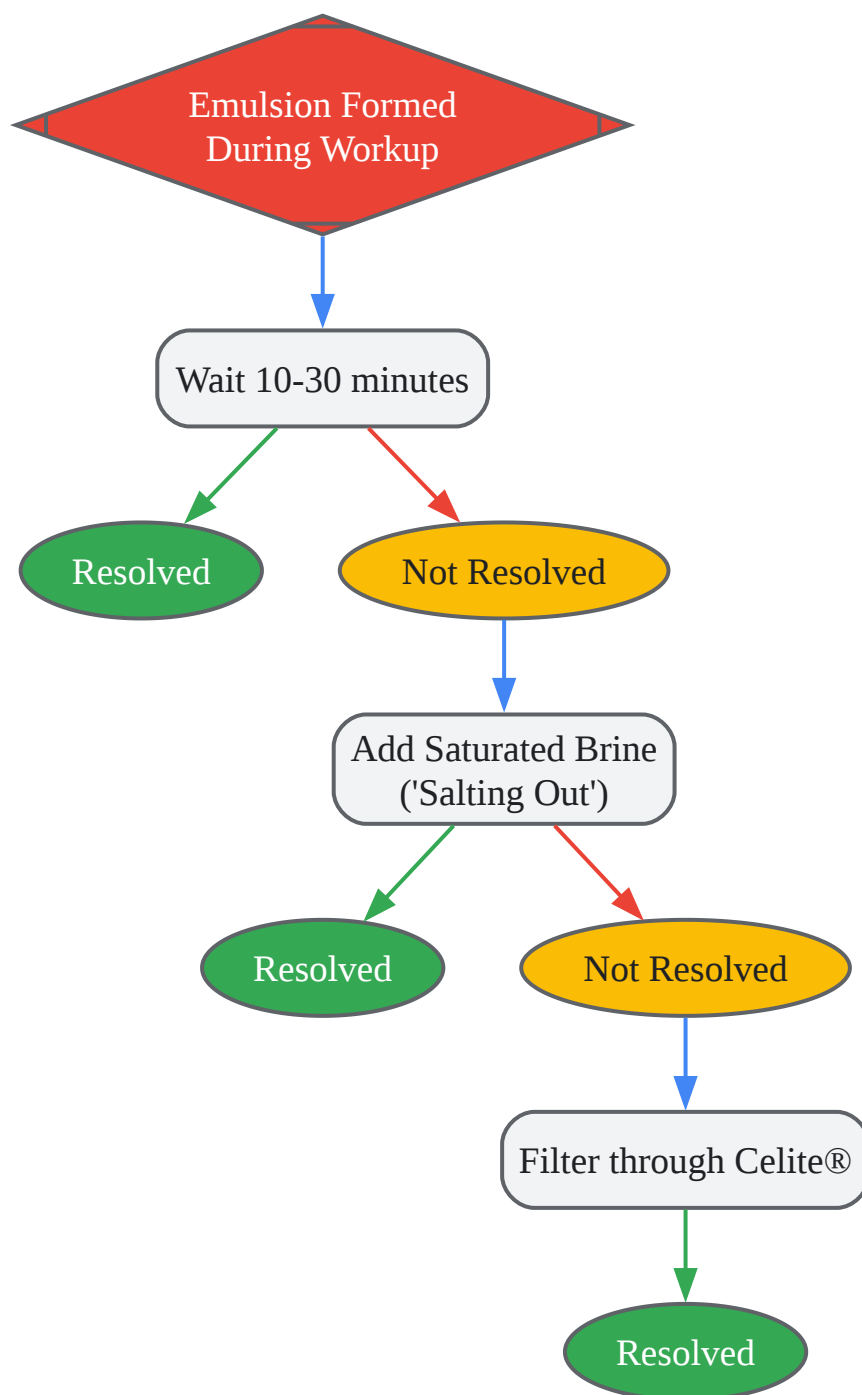 Emulsion Formed
During Workup
Wait 10-30 minutes
Resolved
Not Resolved
Add Saturated Brine
('Salting Out')
Resolved
Not Resolved
Filter through Celite®
Resolved